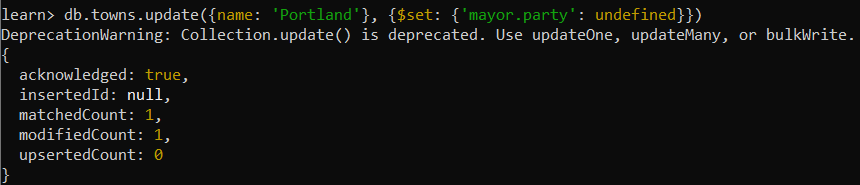 learn> db.towns.update({name: 'Portland'}, {$set: {'mayor.party': undefined}})
DeprecationWarning: Collection.update() is deprecated. Use updateOne, updateMany, or bulkWrite.
{
  acknowledged: true,
  insertedId: null,
  matchedCount: 1,
  modifiedCount: 1,
  upsertedCount: 0
}